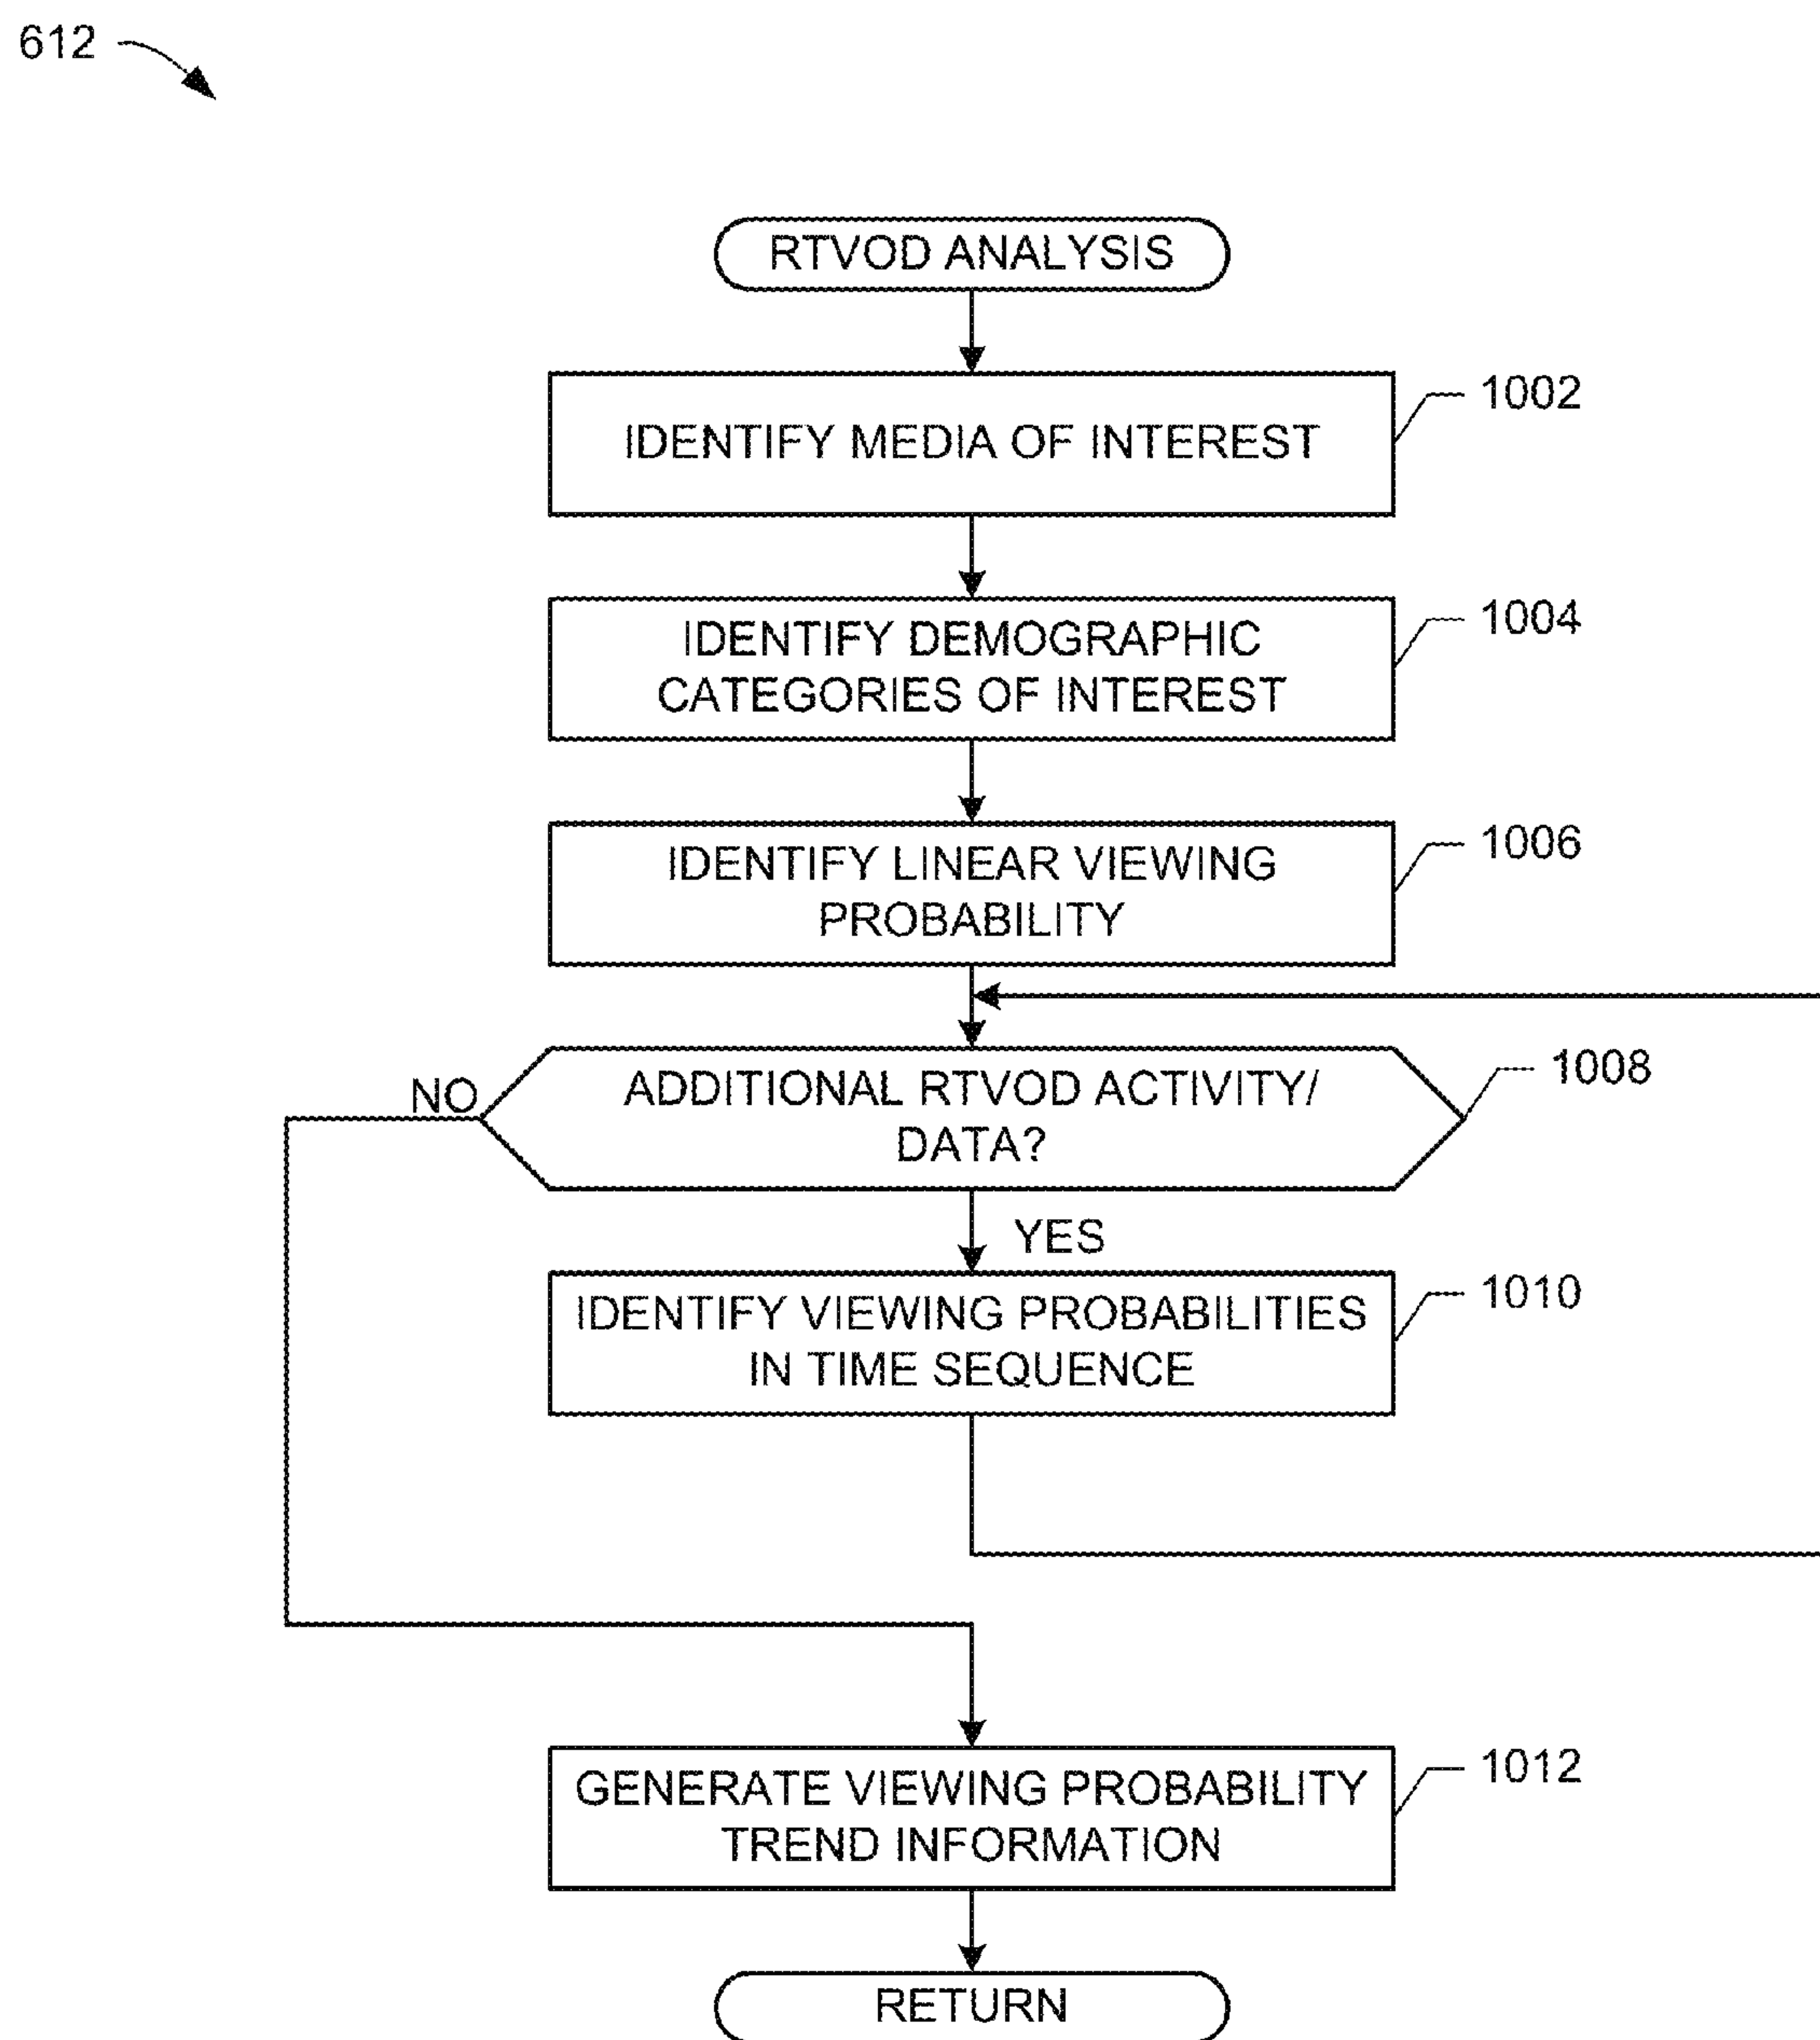 612
RTVOD ANALYSIS
IDENTIFY MEDIA OF INTEREST
1002
IDENTIFY DEMOGRAPHIC
CATEGORIES OF INTEREST
1004
IDENTIFY LINEAR VIEWING
PROBABILITY
1006
ADDITIONAL RTVOD ACTIVITY/
DATA?
1008
NO
YES
IDENTIFY VIEWING PROBABILITIES
IN TIME SEQUENCE
1010
GENERATE VIEWING PROBABILITY
TREND INFORMATION
1012
RETURN